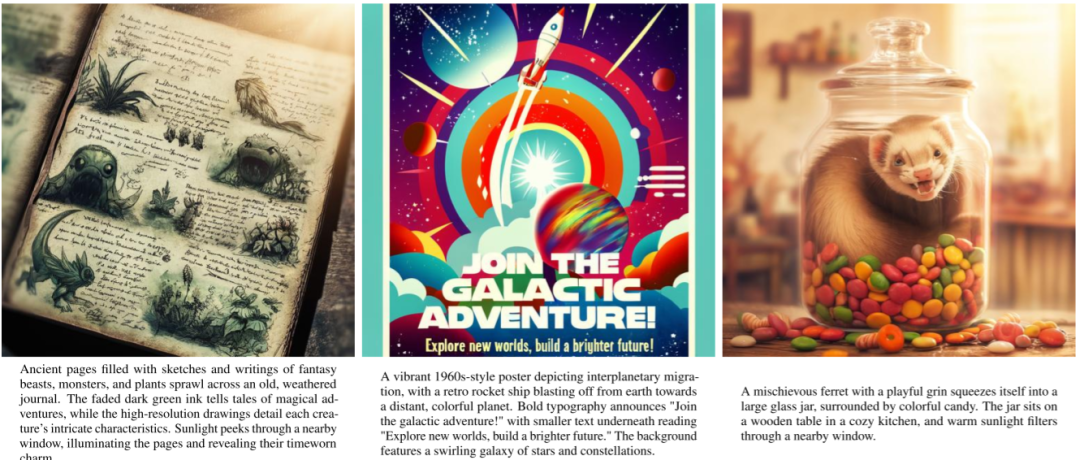 JOIN THE
GALACTIC
ADVENTURE!
Explore new worlds, build a brighter future!
Ancient pages filled with sketches and writings of fantasy
beasts, monsters, and plants sprawl across an old, weathered
journal. The faded dark green ink tells tales of magical ad-
ventures, while the high-resolution drawings detail each crea-
ture's intricate characteristics. Sunlight peeks through a nearby
window, illuminating the pages and revealing their timeworn
charm.
A vibrant 1960s-style poster depicting interplanetary migra-
tion, with a retro rocket ship blasting off from earth towards
a distant, colorful planet. Bold typography announces "Join
the galactic adventure!" with smaller text underneath reading
"Explore new worlds, build a brighter future." The background
features a swirling galaxy of stars and constellations.
A mischievous ferret with a playful grin squeezes itself into a
large glass jar, surrounded by colorful candy. The jar sits on
a wooden table in a cozy kitchen, and warm sunlight filters
through a nearby window.